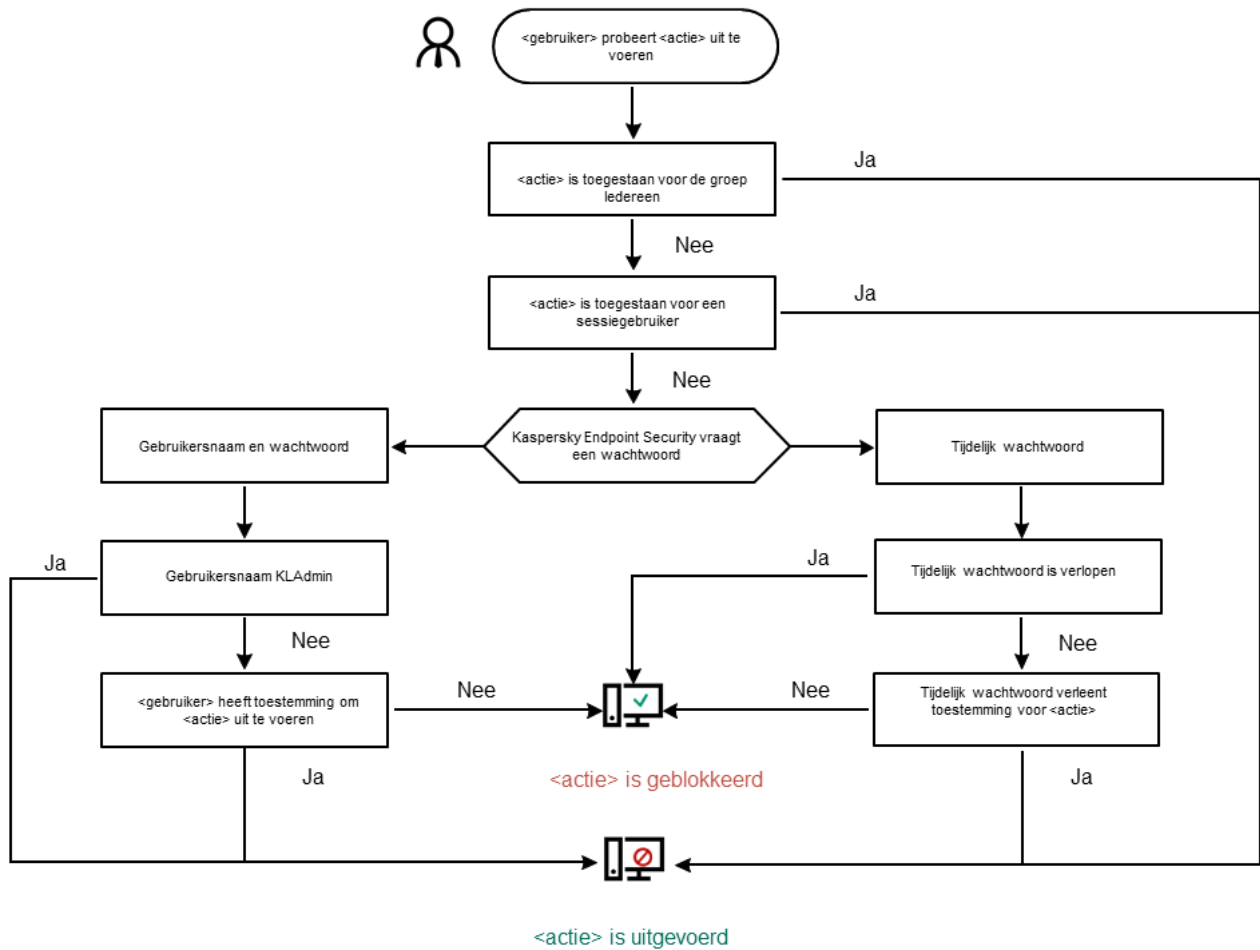 <gebruiker> probeert <actie> uit te
voeren
Ja
<actie> is toegestaan voor de groep
Iedereen
Nee
Ja
<actie> is toegestaan voor een
sessiegebruiker
Nee
Gebruikersnaam en wachtwoord
Kaspersky Endpoint Security vraagt
een wachtwoord
Tijdelijk wachtwoord
Ja
Gebruikersnaam KLAdmin
Ja
Tijdelijk wachtwoord is verlopen
Nee
Nee
<gebruiker> heeft toestemming om
<actie> uit te voeren
Nee
Nee
Tijdelijk wachtwoord verleent
toestemming voor <actie>
Ja
<actie> is geblokkeerd
Ja
<actie> is uitgevoerd